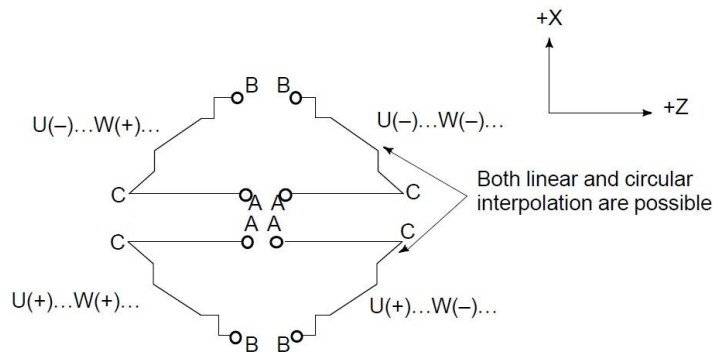 +X
B B
U(–)...W(+)... U(–)...W(–)...
+Z
C A A C
Both linear and circular
interpolation are possible
C A A C
U(+)...W(+)... U(+)...W(–)...
B B